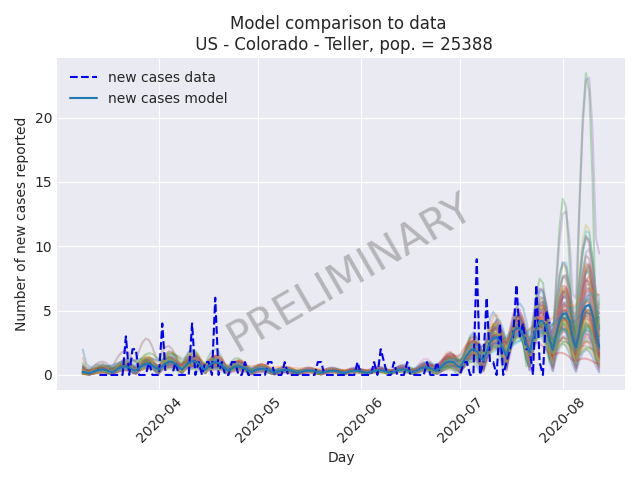 Model comparison to data
US - Colorado - Teller, pop. = 25388
new cases data
new cases model
Number of new cases reported
20
15
10
5
0
PRELIMINARY
2020-04
2020-05
2020-06
2020-07
2020-08
Day